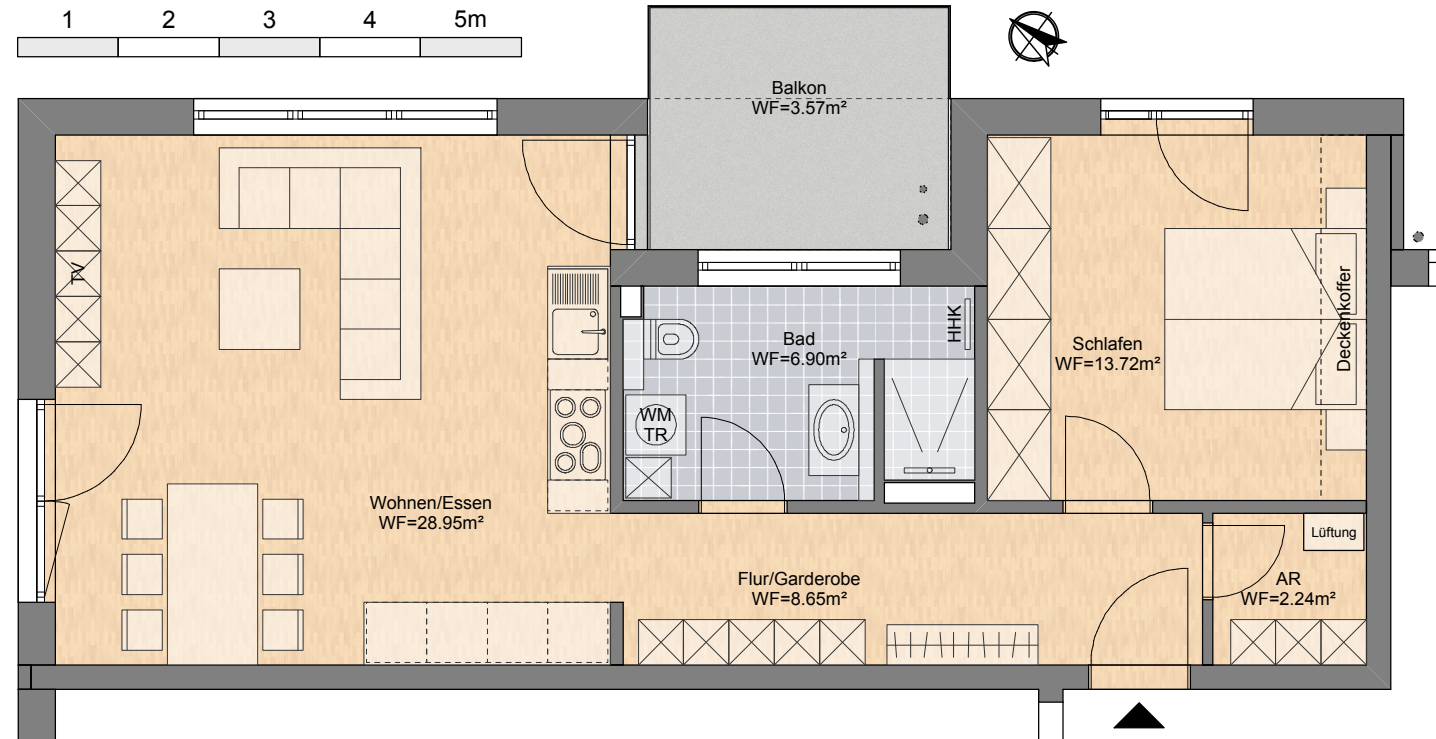 1 2 3 4 5m
Balkon
WF=3.57m²
TV
Bad
WF=6.90m²
HHK
Schlafen
WF=13.72m²
Deckenkoffer
WM
TR
Wohnen/Essen
WF=28.95m²
Lüftung
Flur/Garderobe
WF=8.65m²
AR
WF=2.24m²